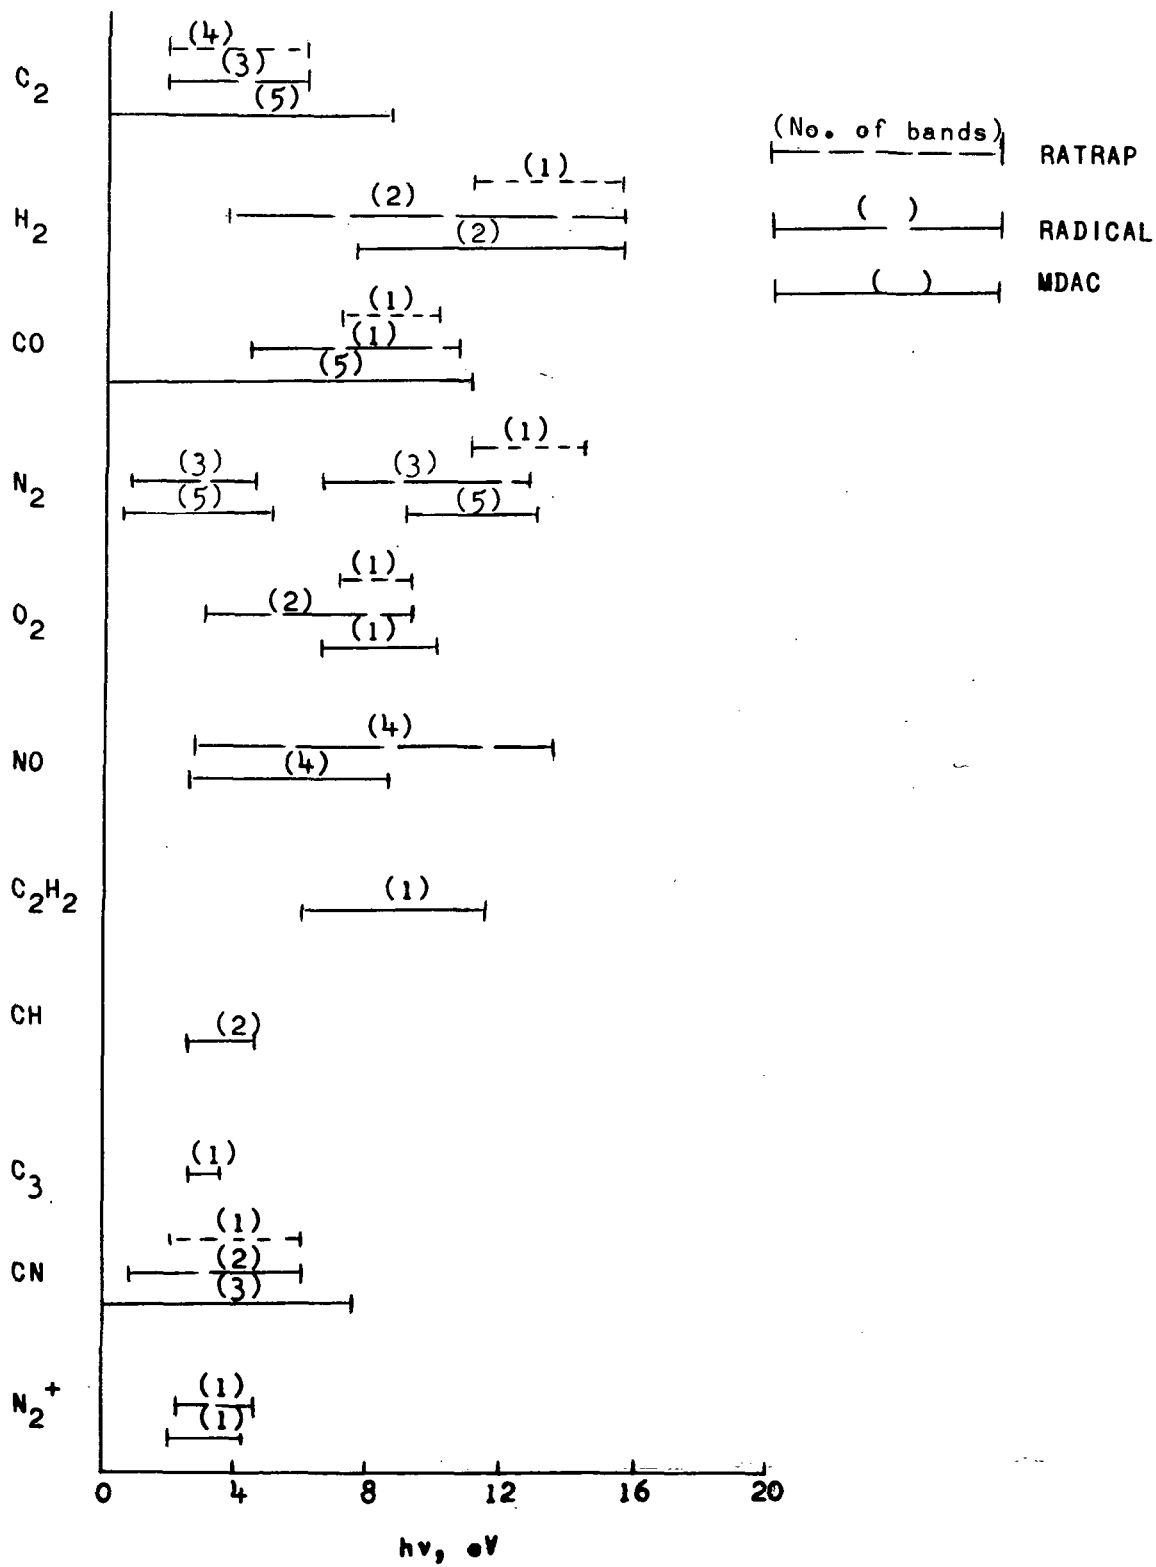 (4)
(3)
C2
(5)
(No. of bands)
RATRAP
(1)
(2)
H2
(2)
( )
RADICAL
( )
MDAC
(1)
(1)
CO
(5)
(1)
(3) (3)
N2
(5) (5)
(1)
(2)
O2
(1)
(4)
NO
(4)
C2H2
(1)
CH
(2)
(1)
C3
(1)
(2)
CN
(3)
(1)
N2+
(1)
0 4 8 12 16 20
hν, eV